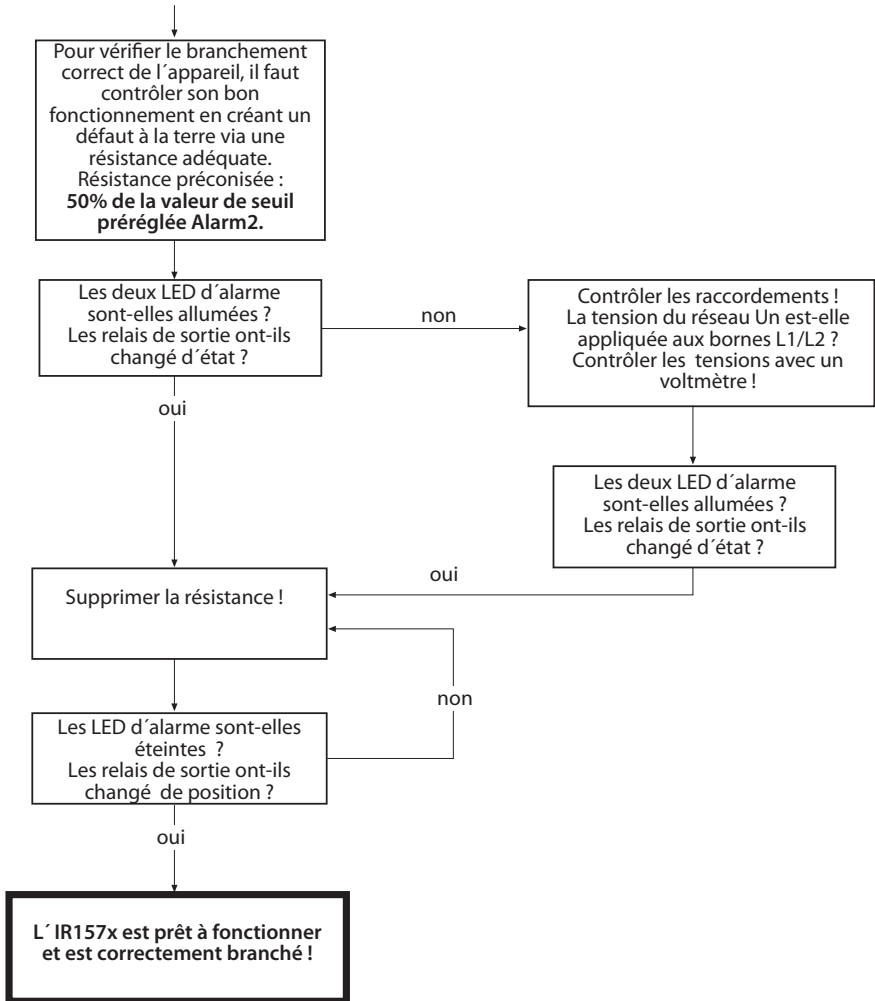 Pour vérifier le branchement
correct de l´appareil, il faut
contrôler son bon
fonctionnement en créant un
défaut à la terre via une
résistance adéquate.
Résistance préconisée :
50% de la valeur de seuil
préréglée Alarm2.
Les deux LED d´alarme
sont-elles allumées ?
Les relais de sortie ont-ils
changé d´état ?
non
Contrôler les raccordements !
La tension du réseau Un est-elle
appliquée aux bornes L1/L2 ?
Contrôler les tensions avec un
voltmètre !
oui
Les deux LED d´alarme
sont-elles allumées ?
Les relais de sortie ont-ils
changé d´état ?
oui
Supprimer la résistance !
non
Les LED d´alarme sont-elles
éteintes ?
Les relais de sortie ont-ils
changé de position ?
oui
L´ IR157x est prêt à fonctionner
et est correctement branché !